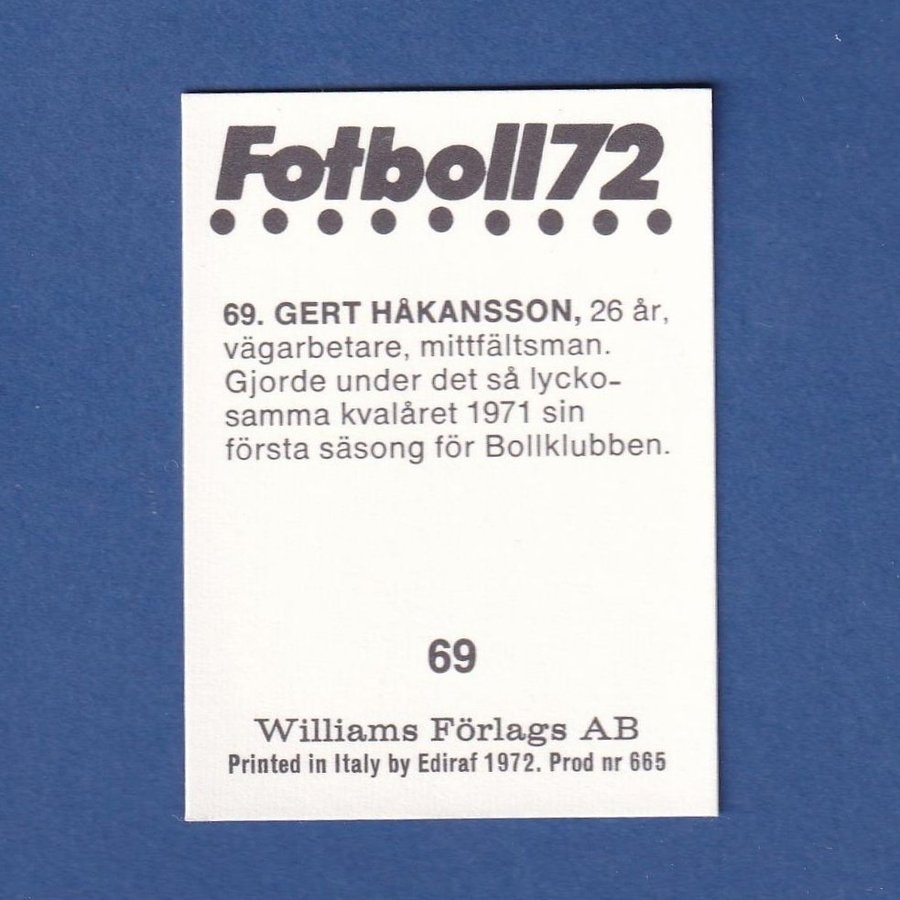 Fotboll72
69. GERT HÅKANSSON, 26 år,
vägarbetare, mittfältsman.
Gjorde under det så lycko-
samma kvalåret 1971 sin
första säsong för Bollklubben.
69
Williams Förlags AB
Printed in Italy by Ediraf 1972. Prod nr 665